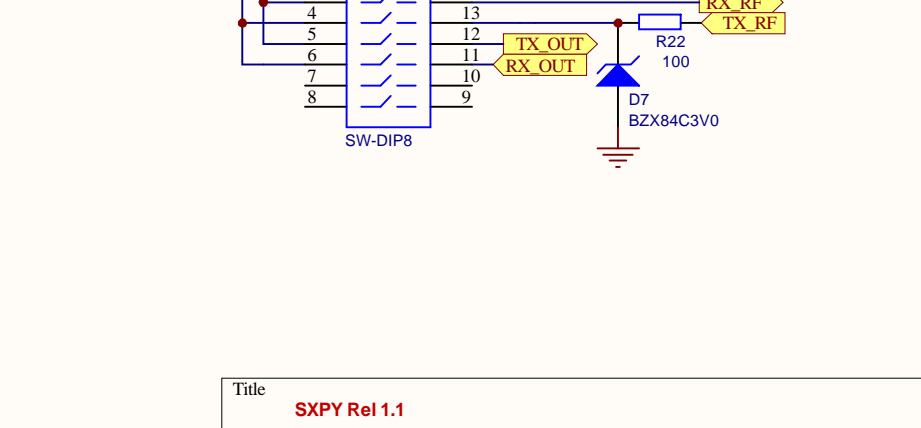 RX_RF
4
13
TX_RF
5
12
TX_OUT
R22
6
11
RX_OUT
100
7
10
8
9
D7
BZX84C3V0
SW-DIP8
Title
SXPY Rel 1.1